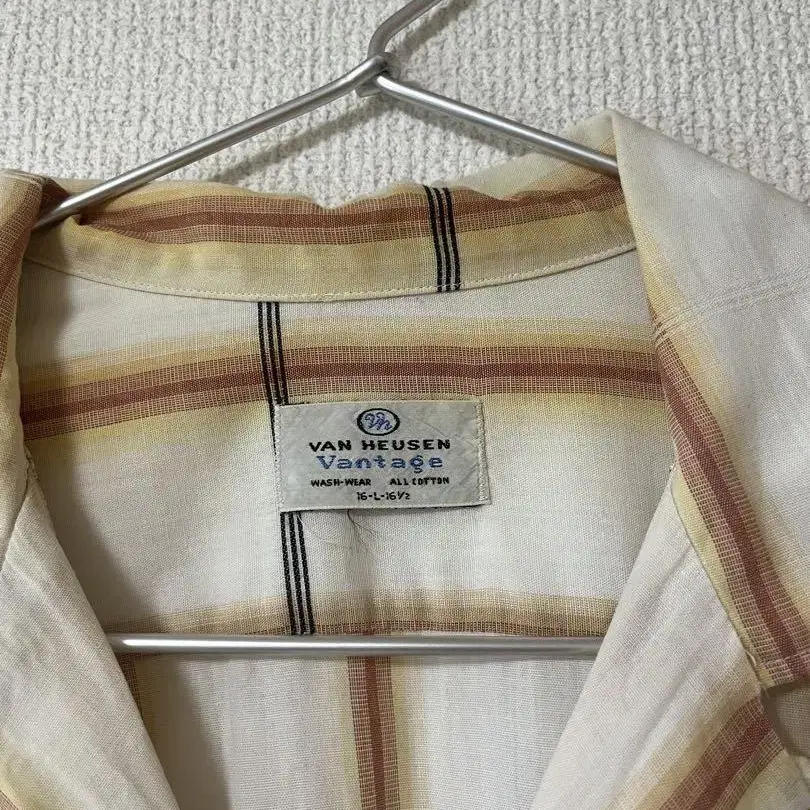 VH
VAN HEUSEN
Vantage
WASH-WEAR ALL COTTON
16-L-16½